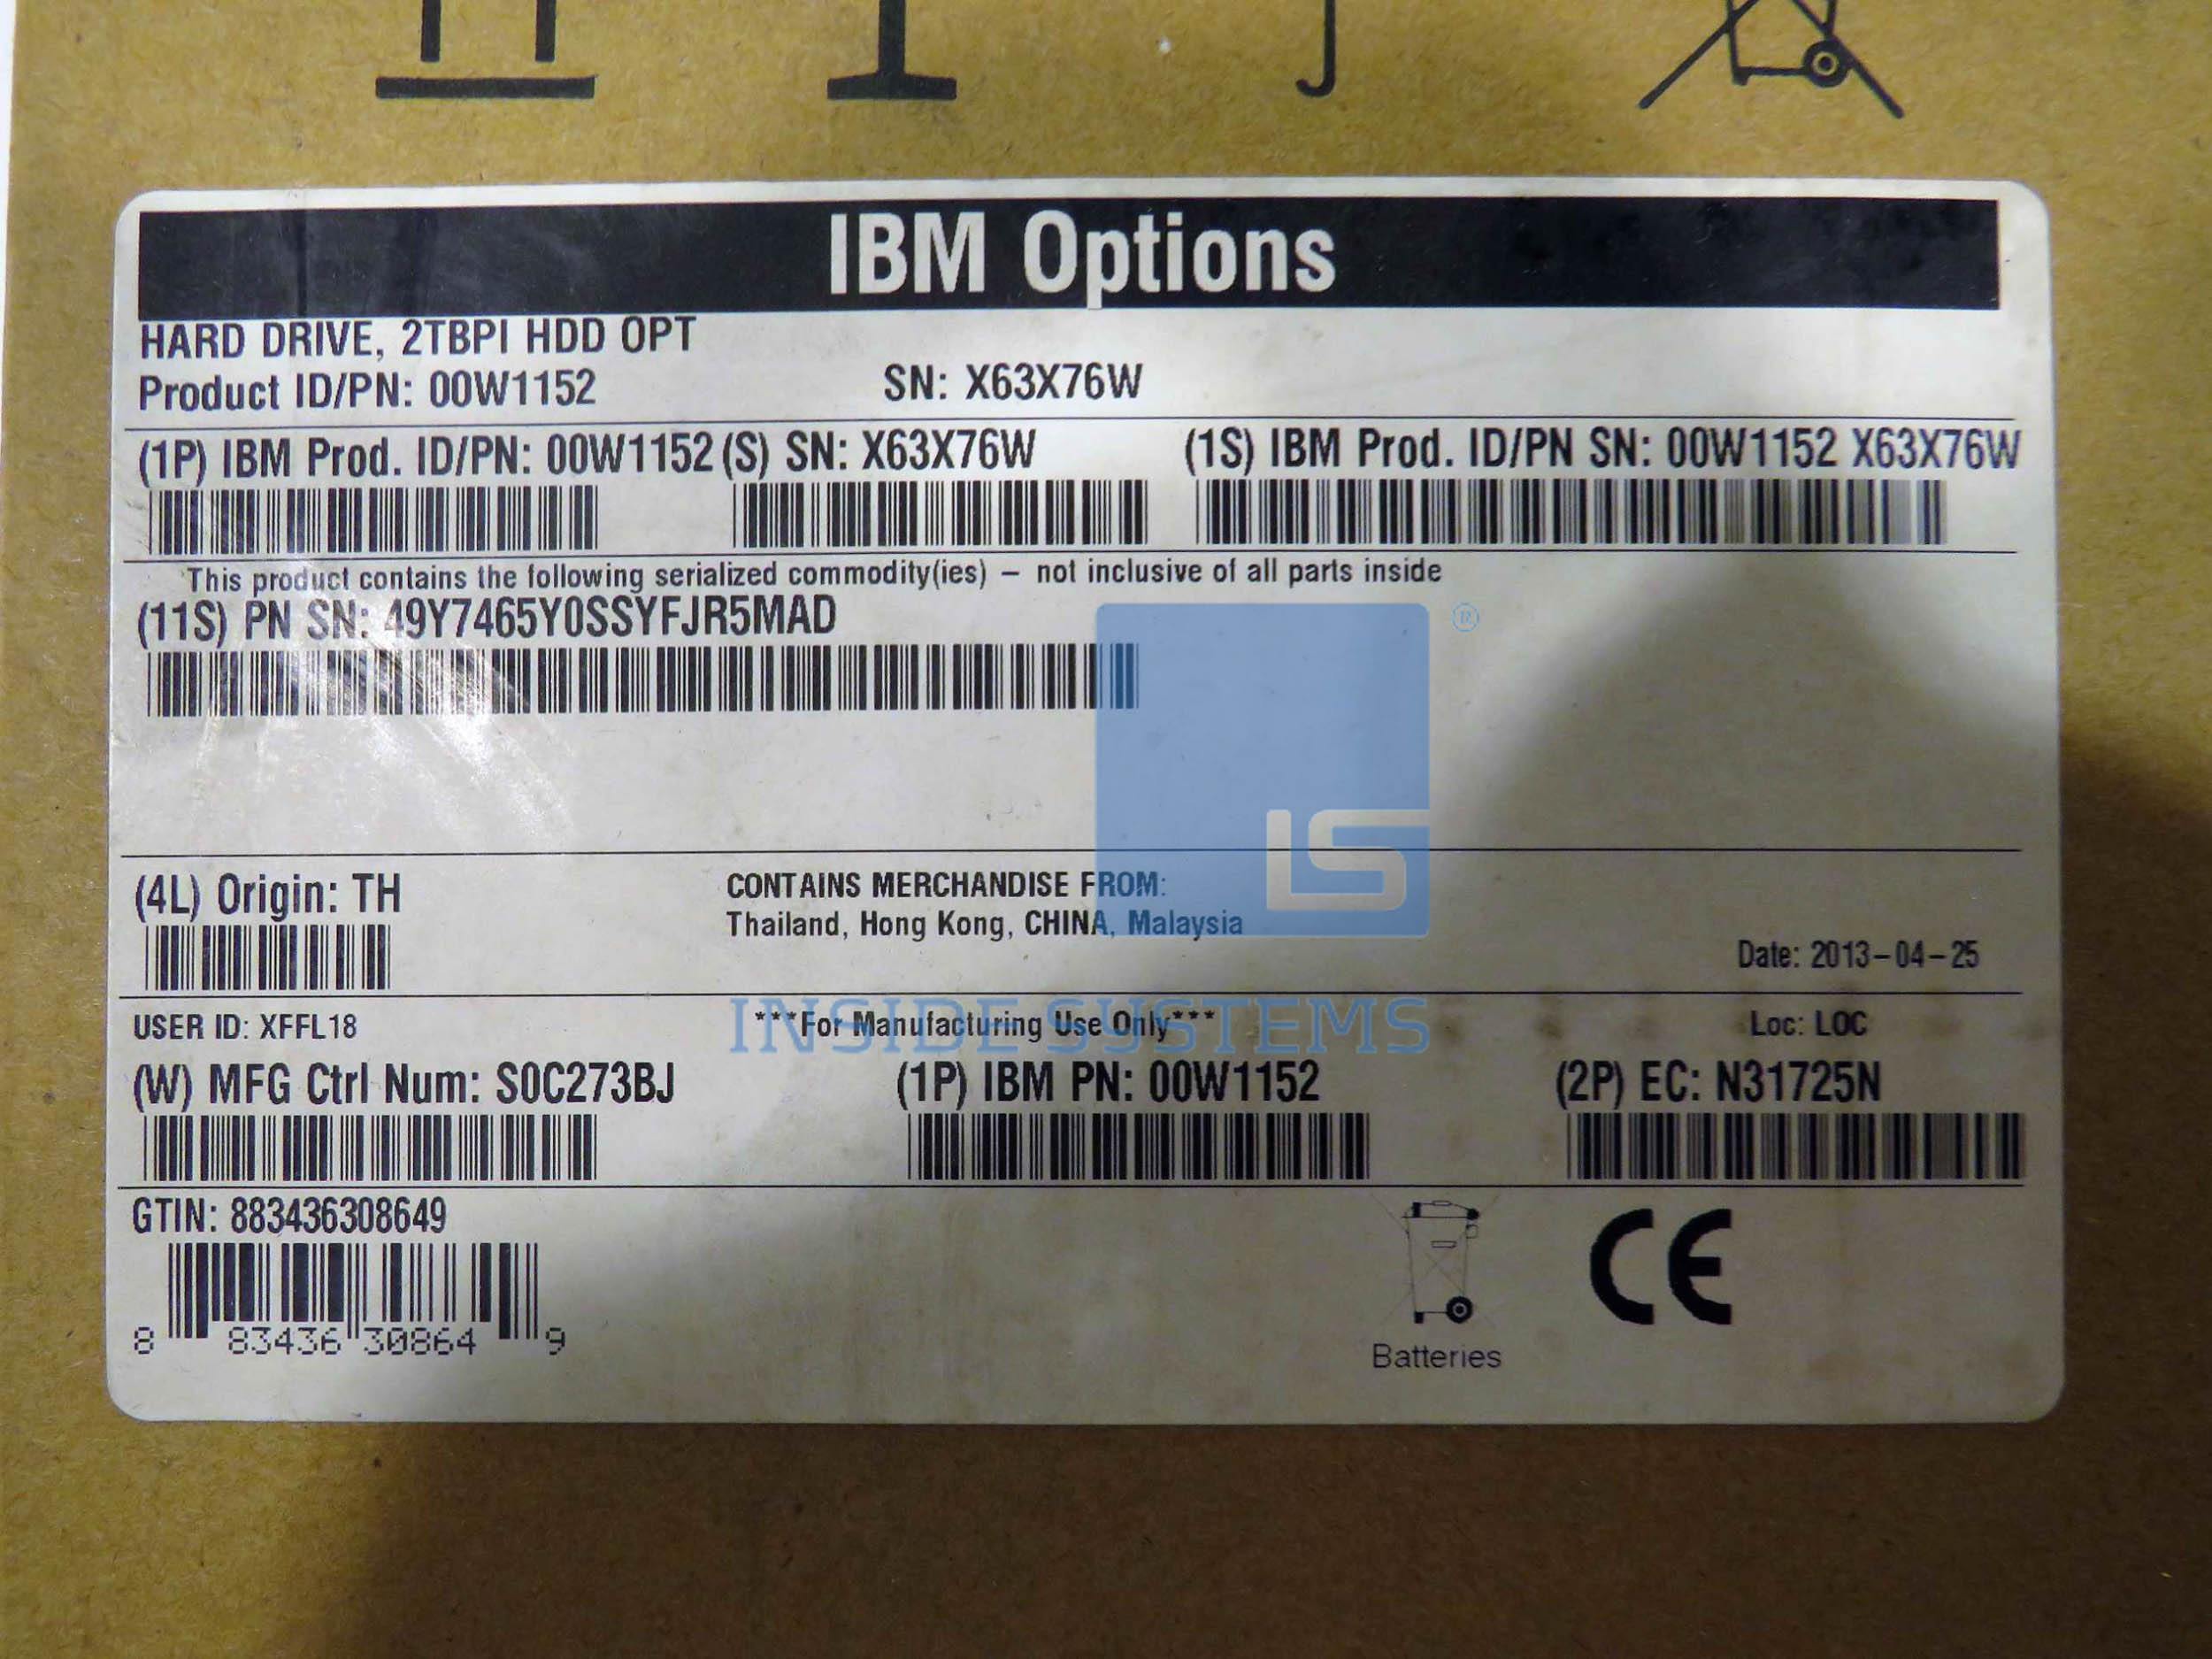 IBM Options
HARD DRIVE, 2TBPI HDD OPT
Product ID/PN: 00W1152 SN: X63X76W
(1P) IBM Prod. ID/PN: 00W1152 (S) SN: X63X76W (1S) IBM Prod. ID/PN SN: 00W1152 X63X76W
This product contains the following serialized commodity(ies) – not inclusive of all parts inside
(11S) PN SN: 49Y7465Y0SSYFJR5MAD
®
LS
(4L) Origin: TH
CONTAINS MERCHANDISE FROM:
Thailand, Hong Kong, CHINA, Malaysia
Date: 2013-04-25
INSIDE SYSTEMS
USER ID: XFFL18 ***For Manufacturing Use Only*** Loc: LOC
(W) MFG Ctrl Num: S0C273BJ (1P) IBM PN: 00W1152 (2P) EC: N31725N
GTIN: 883436308649
8 83436 30864 9
CE
Batteries